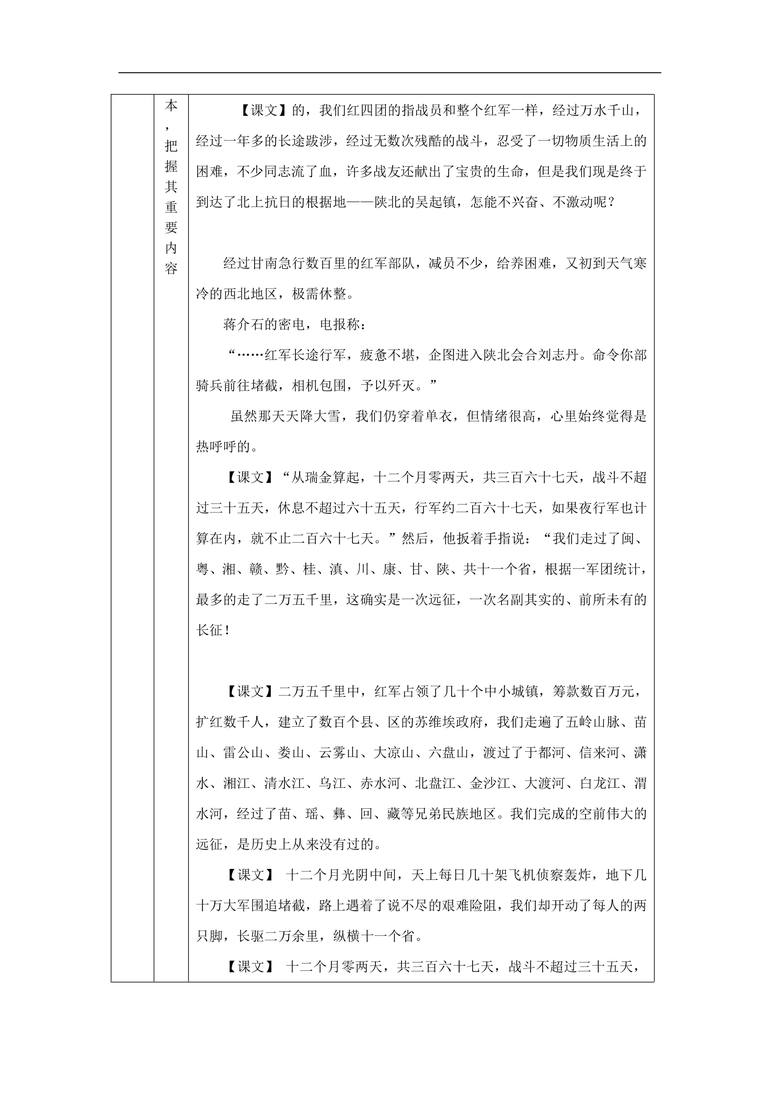 本
，
把
握
其
重
要
内
容
【课文】的，我们红四团的指战员和整个红军一样，经过万水千山，
经过一年多的长途跋涉，经过无数次残酷的战斗，忍受了一切物质生活上的
困难，不少同志流了血，许多战友还献出了宝贵的生命，但是我们现是终于
到达了北上抗日的根据地——陕北的吴起镇，怎能不兴奋、不激动呢？
经过甘南急行数百里的红军部队，减员不少，给养困难，又初到天气寒
冷的西北地区，极需休整。
蒋介石的密电，电报称：
“……红军长途行军，疲惫不堪，企图进入陕北会合刘志丹。命令你部
骑兵前往堵截，相机包围，予以歼灭。”
虽然那天天降大雪，我们仍穿着单衣，但情绪很高，心里始终觉得是
热呼呼的。
【课文】“从瑞金算起，十二个月零两天，共三百六十七天，战斗不超
过三十五天，休息不超过六十五天，行军约二百六十七天，如果夜行军也计
算在内，就不止二百六十七天。”然后，他扳着手指说：“我们走过了闽、
粤、湘、赣、黔、桂、滇、川、康、甘、陕、共十一个省，根据一军团统计，
最多的走了二万五千里，这确实是一次远征，一次名副其实的、前所未有的
长征！
【课文】二万五千里中，红军占领了几十个中小城镇，筹款数百万元，
扩红数千人，建立了数百个县、区的苏维埃政府，我们走遍了五岭山脉、苗
山、雷公山、娄山、云雾山、大凉山、六盘山，渡过了于都河、信来河、潇
水、湘江、清水江、乌江、赤水河、北盘江、金沙江、大渡河、白龙江、渭
水河，经过了苗、瑶、彝、回、藏等兄弟民族地区。我们完成的空前伟大的
远征，是历史上从来没有过的。
【课文】 十二个月光阴中间，天上每日几十架飞机侦察轰炸，地下几
十万大军围追堵截，路上遇着了说不尽的艰难险阻，我们却开动了每人的两
只脚，长驱二万余里，纵横十一个省。
【课文】 十二个月零两天，共三百六十七天，战斗不超过三十五天，